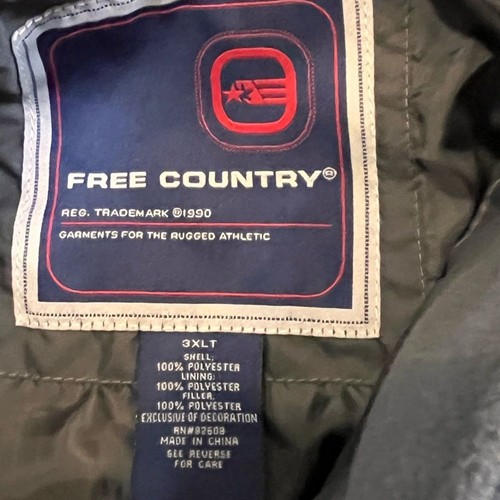 FREE COUNTRY®
REG. TRADEMARK ®1990
GARMENTS FOR THE RUGGED ATHLETIC
3XLT
SHELL:
100% POLYESTER
LINING:
100% POLYESTER
FILLER:
100% POLYESTER
EXCLUSIVE OF DECORATION
RN#82608
MADE IN CHINA
SEE REVERSE
FOR CARE